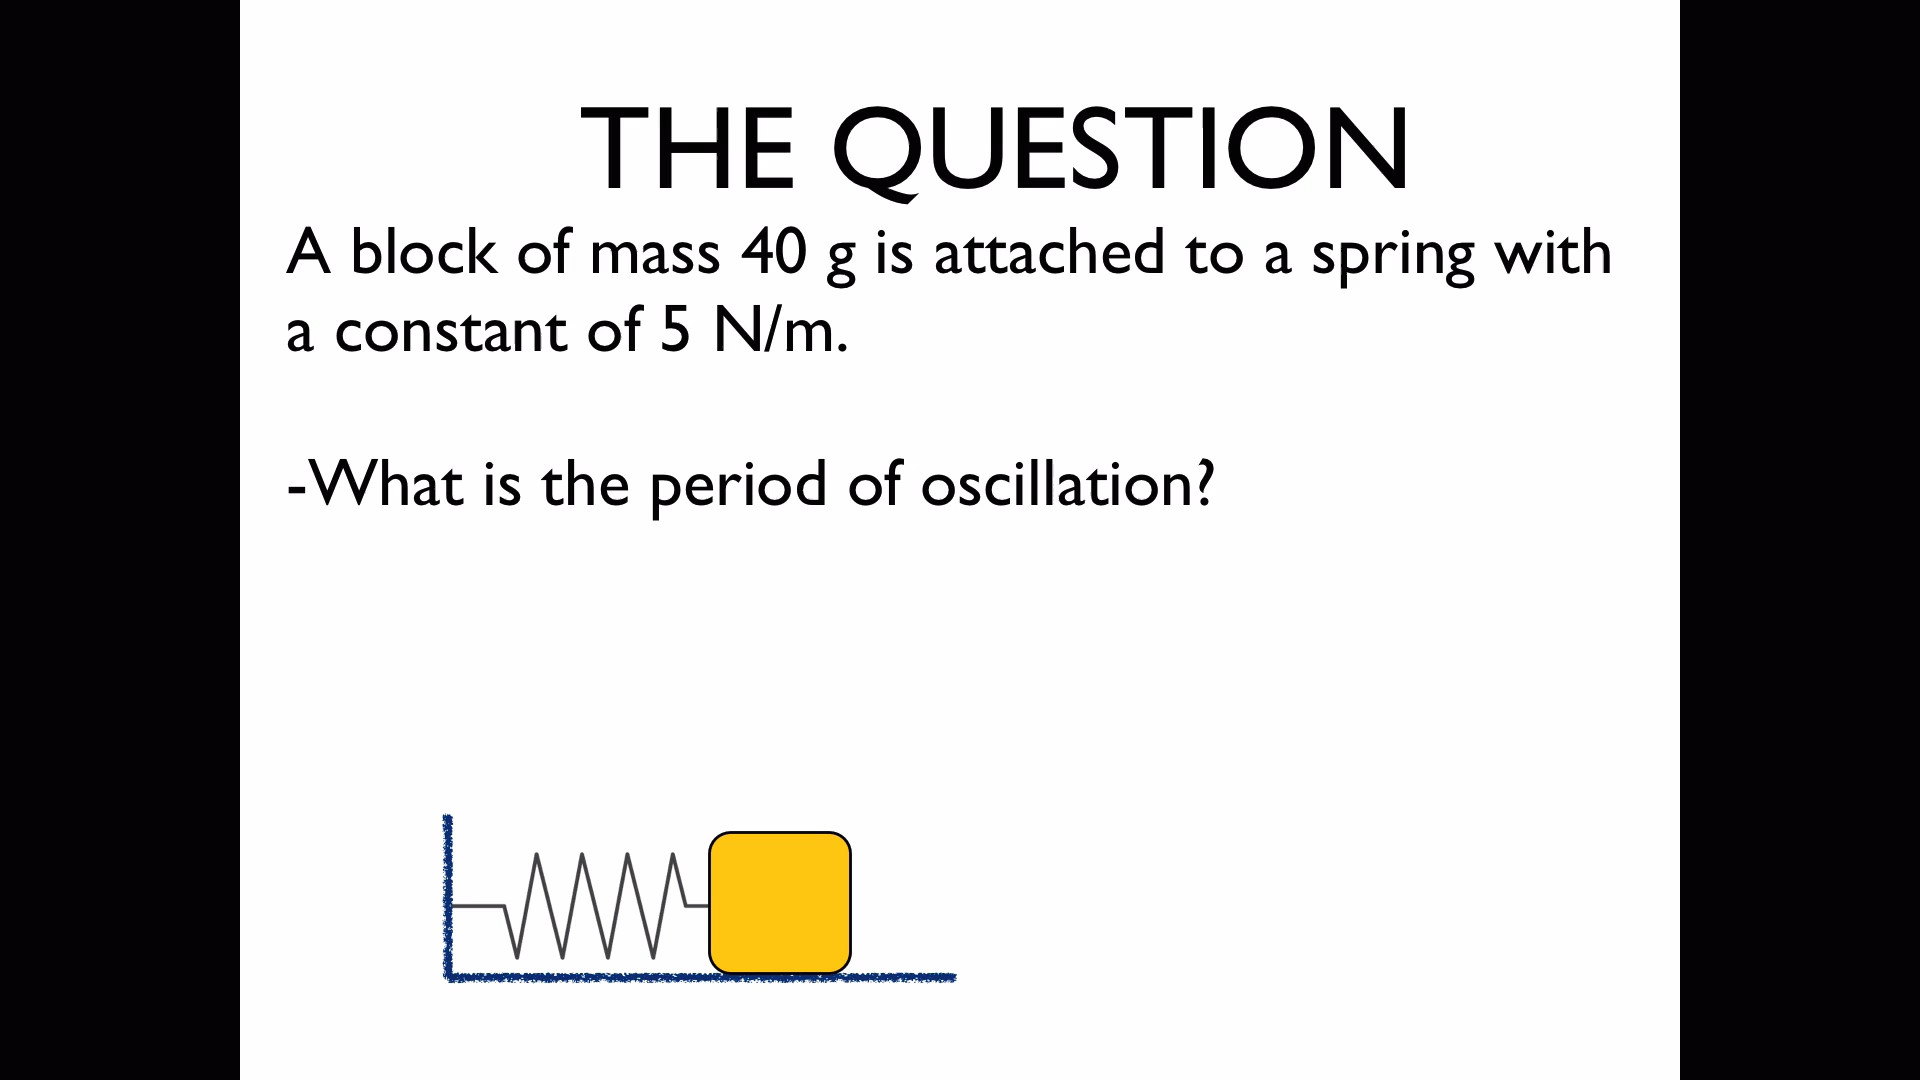 THE QUESTION
A block of mass 40 g is attached to a spring with
a constant of 5 N/m.
-What is the period of oscillation?